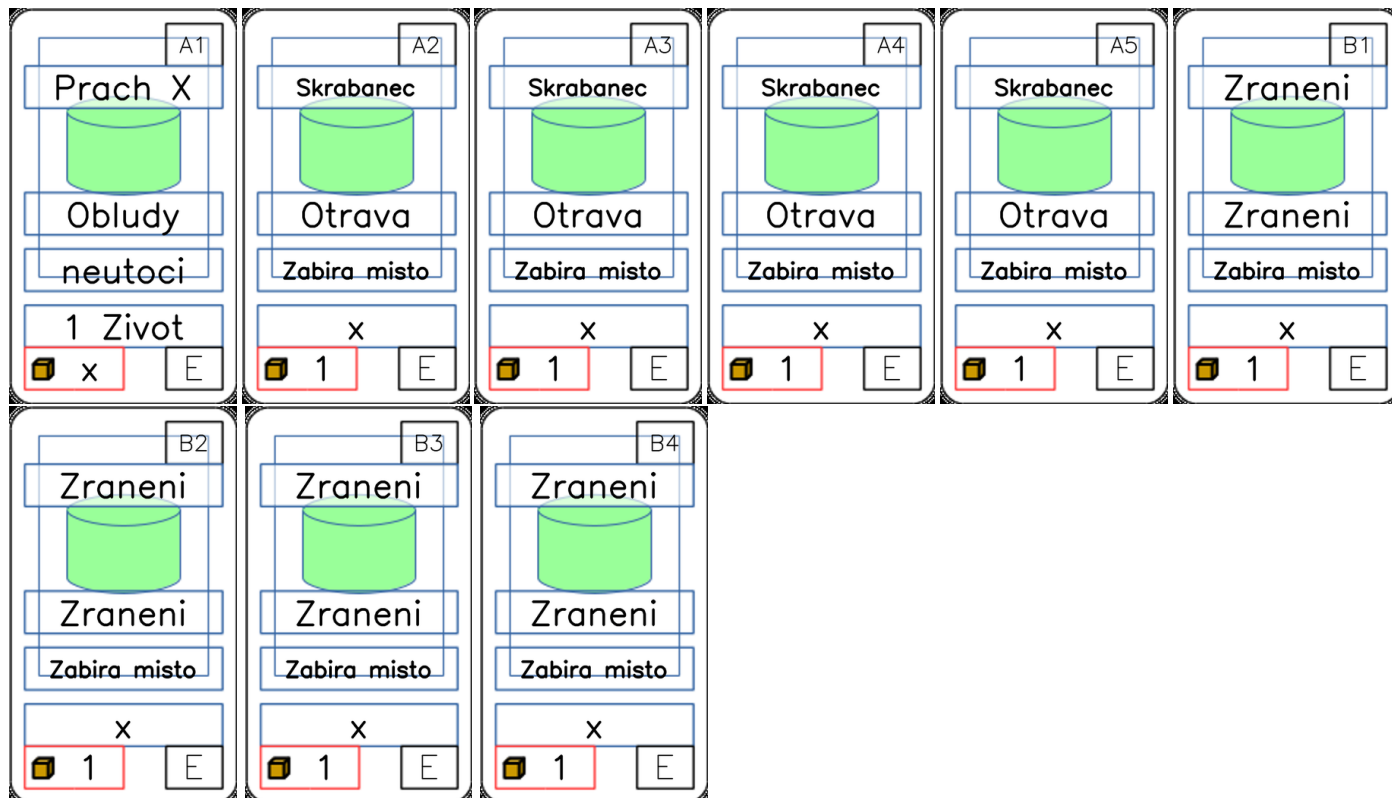 A1
Prach X
Obludy
neutoci
1 Zivot
x
E
A2
Skrabanec
Otrava
Zabira misto
x
1
E
A3
Skrabanec
Otrava
Zabira misto
x
1
E
A4
Skrabanec
Otrava
Zabira misto
x
1
E
A5
Skrabanec
Otrava
Zabira misto
x
1
E
B1
Zraneni
Zraneni
Zabira misto
x
1
E
B2
Zraneni
Zraneni
Zabira misto
x
1
E
B3
Zraneni
Zraneni
Zabira misto
x
1
E
B4
Zraneni
Zraneni
Zabira misto
x
1
E